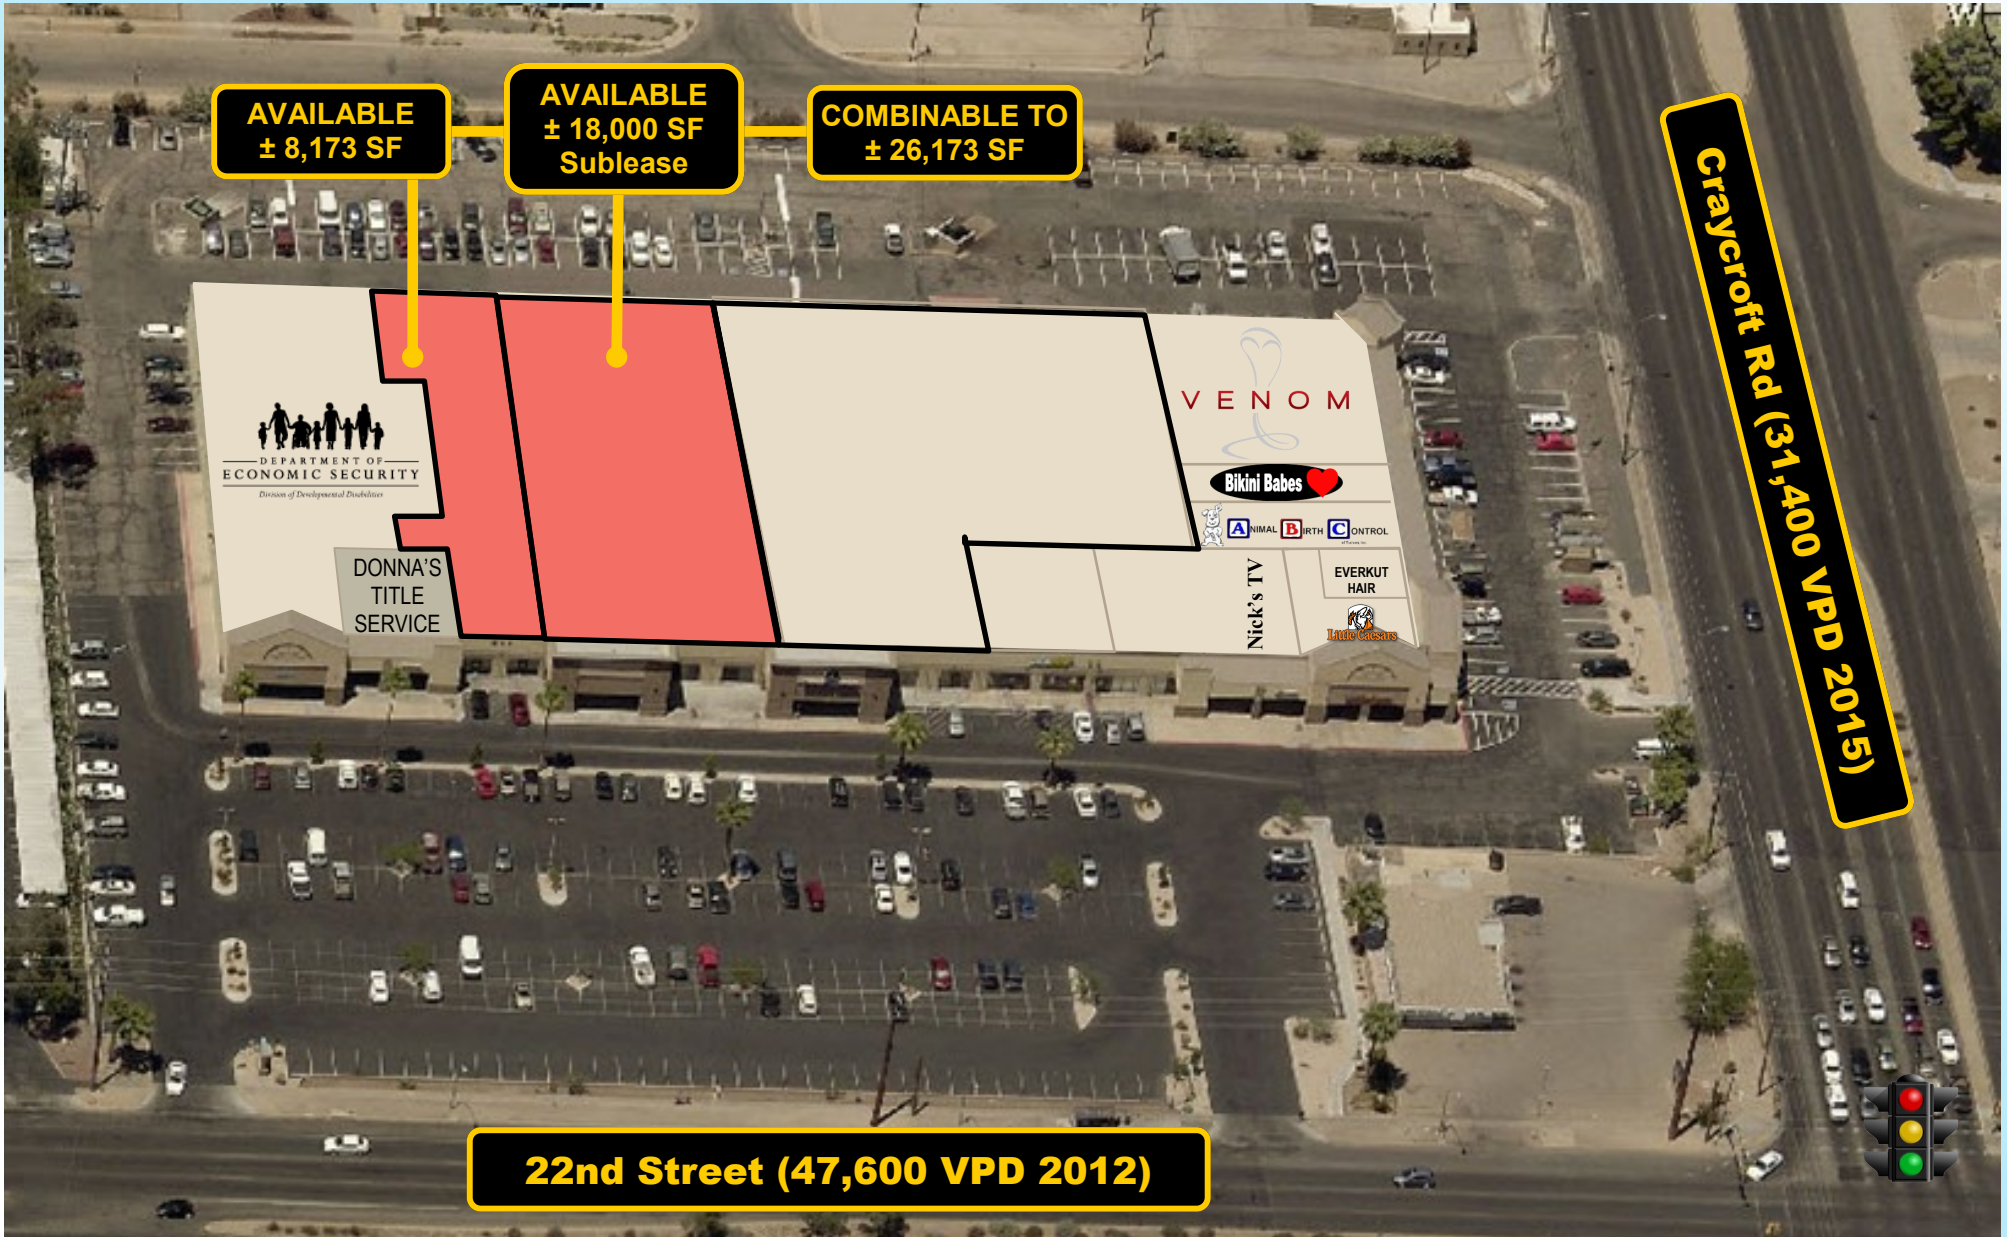 AVAILABLE
± 8,173 SF
AVAILABLE
± 18,000 SF
Sublease
COMBINABLE TO
± 26,173 SF
Craycroft Rd (31,400 VPD 2015)
VENOM
DEPARTMENT OF
ECONOMIC SECURITY
Division of Developmental Disabilities
Bikini Babes
ANIMAL BIRTH CONTROL
DONNA'S
TITLE
SERVICE
Nick's TV
EVERKUT
HAIR
Little Caesars
22nd Street (47,600 VPD 2012)
W